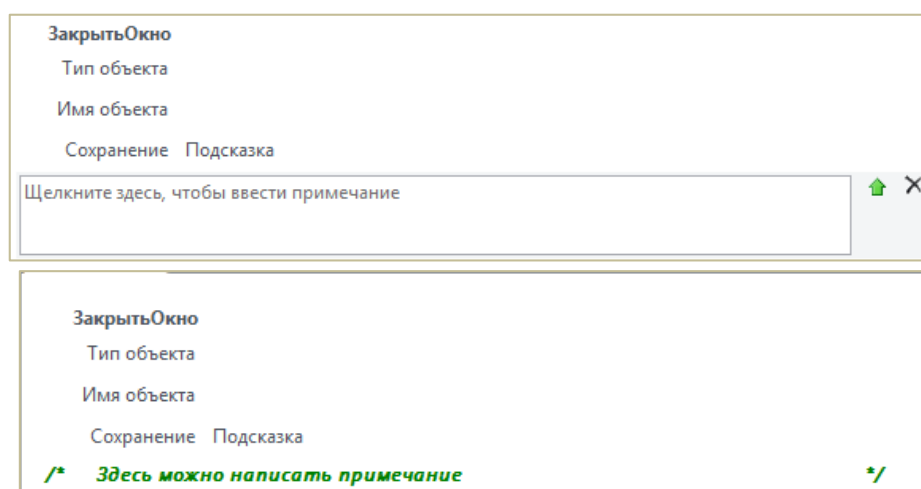 ЗакрытьОкно
Тип объекта
Имя объекта
Сохранение Подсказка
Щелкните здесь, чтобы ввести примечание
ЗакрытьОкно
Тип объекта
Имя объекта
Сохранение Подсказка
/* Здесь можно написать примечание */